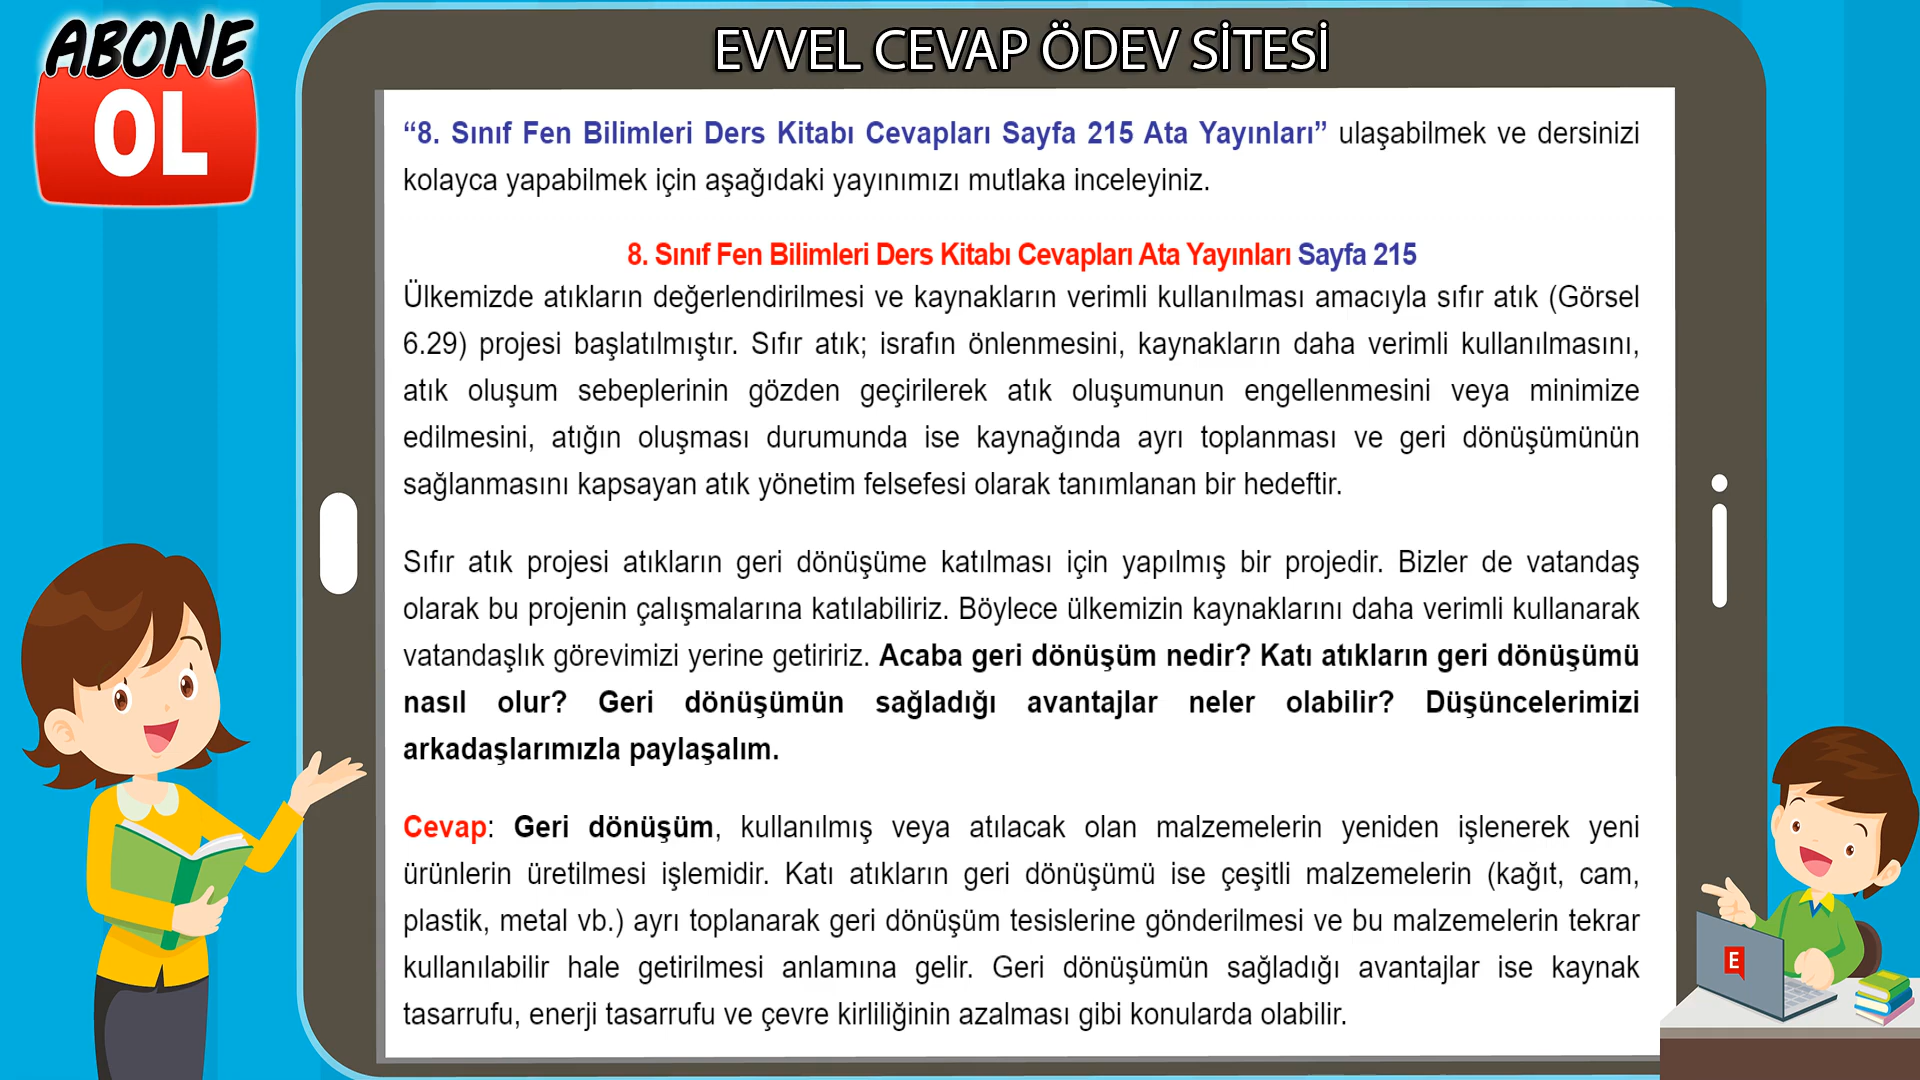 ABONE
OL
EVVEL CEVAP ÖDEV SİTESİ
“8. Sınıf Fen Bilimleri Ders Kitabı Cevapları Sayfa 215 Ata Yayınları” ulaşabilmek ve dersinizi
kolayca yapabilmek için aşağıdaki yayınımızı mutlaka inceleyiniz.
8. Sınıf Fen Bilimleri Ders Kitabı Cevapları Ata Yayınları Sayfa 215
Ülkemizde atıkların değerlendirilmesi ve kaynakların verimli kullanılması amacıyla sıfır atık (Görsel
6.29) projesi başlatılmıştır. Sıfır atık; israfın önlenmesini, kaynakların daha verimli kullanılmasını,
atık oluşum sebeplerinin gözden geçirilerek atık oluşumunun engellenmesini veya minimize
edilmesini, atığın oluşması durumunda ise kaynağında ayrı toplanması ve geri dönüşümünün
sağlanmasını kapsayan atık yönetim felsefesi olarak tanımlanan bir hedeftir.
Sıfır atık projesi atıkların geri dönüşüme katılması için yapılmış bir projedir. Bizler de vatandaş
olarak bu projenin çalışmalarına katılabiliriz. Böylece ülkemizin kaynaklarını daha verimli kullanarak
vatandaşlık görevimizi yerine getiririz. Acaba geri dönüşüm nedir? Katı atıkların geri dönüşümü
nasıl olur? Geri dönüşümün sağladığı avantajlar neler olabilir? Düşüncelerimizi
arkadaşlarımızla paylaşalım.
Cevap: Geri dönüşüm, kullanılmış veya atılacak olan malzemelerin yeniden işlenerek yeni
ürünlerin üretilmesi işlemidir. Katı atıkların geri dönüşümü ise çeşitli malzemelerin (kağıt, cam,
plastik, metal vb.) ayrı toplanarak geri dönüşüm tesislerine gönderilmesi ve bu malzemelerin tekrar
kullanılabilir hale getirilmesi anlamına gelir. Geri dönüşümün sağladığı avantajlar ise kaynak
tasarrufu, enerji tasarrufu ve çevre kirliliğinin azalması gibi konularda olabilir.
E